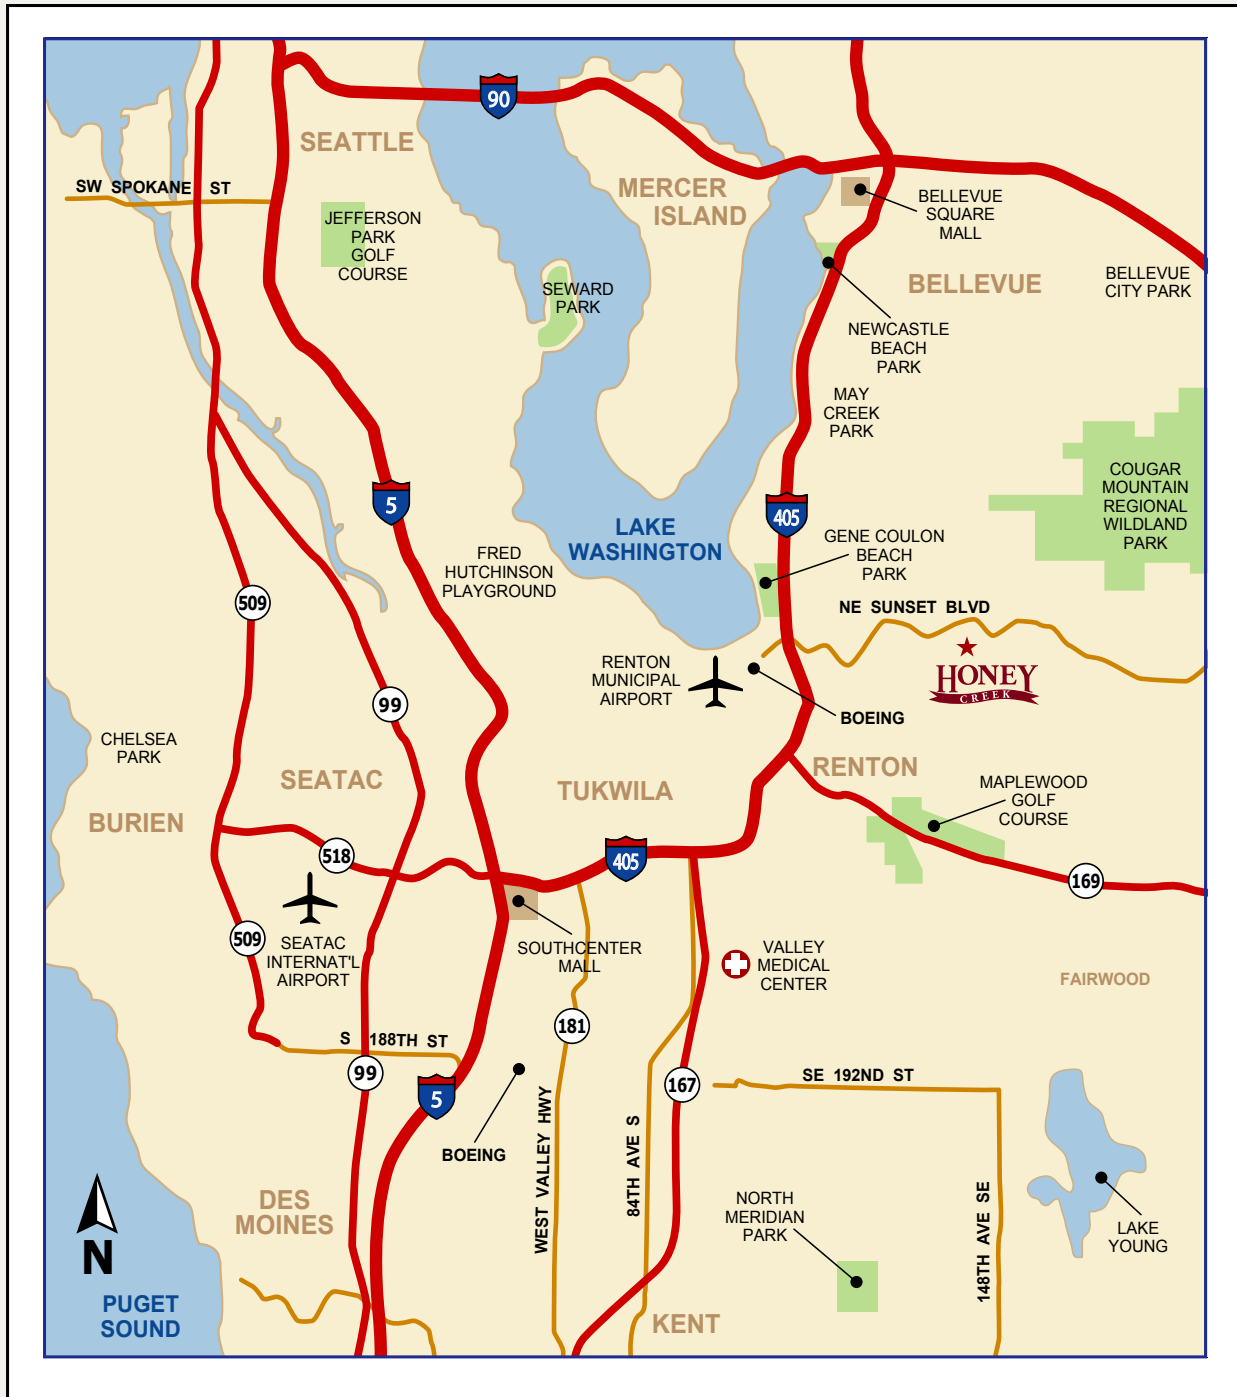 90
SEATTLE
MERCER
ISLAND
SW SPOKANE ST
BELLEVUE
SQUARE
MALL
JEFFERSON
PARK
GOLF
COURSE
BELLEVUE
CITY PARK
BELLEVUE
SEWARD
PARK
NEWCASTLE
BEACH
PARK
MAY
CREEK
PARK
COUGAR
MOUNTAIN
REGIONAL
WILDLAND
PARK
5
405
LAKE
WASHINGTON
GENE COULON
BEACH
PARK
FRED
HUTCHINSON
PLAYGROUND
509
NE SUNSET BLVD
RENTON
MUNICIPAL
AIRPORT
HONEY
CREEK
99
BOEING
CHELSEA
PARK
SEATAC
TUKWILA
RENTON
MAPLEWOOD
GOLF
COURSE
BURIEN
518
405
169
509
SEATAC
INTERNAT'L
AIRPORT
SOUTHCENTER
MALL
VALLEY
MEDICAL
CENTER
FAIRWOOD
181
S 188TH ST
99
5
167
SE 192ND ST
WEST VALLEY HWY
84TH AVE S
BOEING
DES
MOINES
NORTH
MERIDIAN
PARK
148TH AVE SE
LAKE
YOUNG
N
PUGET
SOUND
KENT